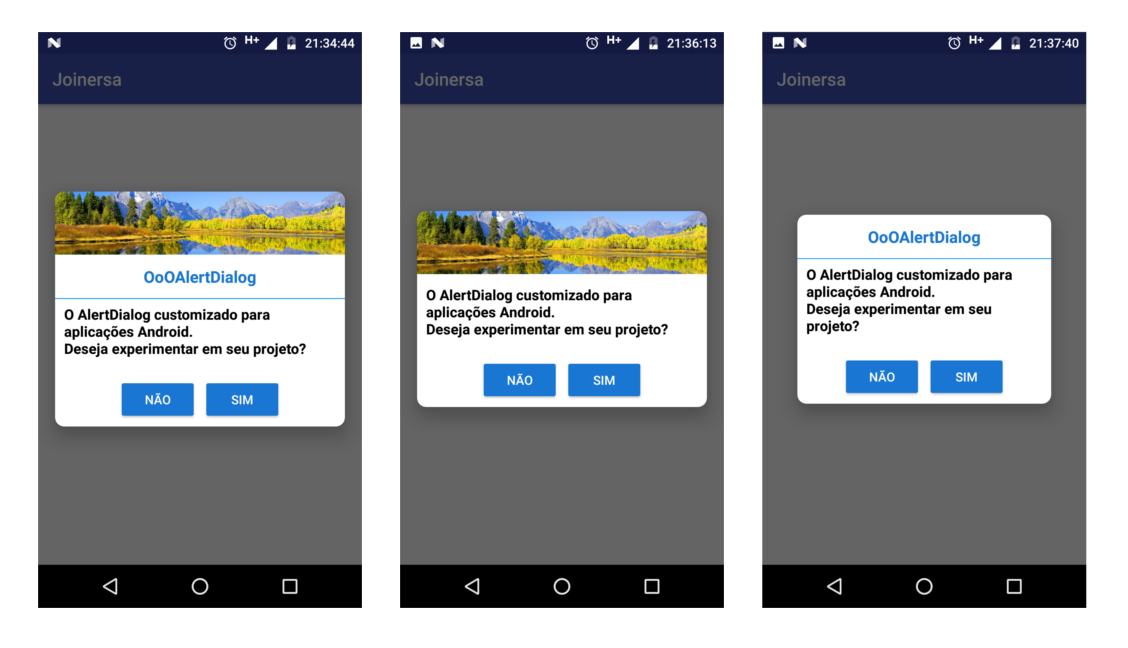 H+ 21:34:44
Joinersa
OoOAlertDialog
O AlertDialog customizado para
aplicações Android.
Deseja experimentar em seu projeto?
NÃO SIM
H+ 21:36:13
Joinersa
O AlertDialog customizado para
aplicações Android.
Deseja experimentar em seu projeto?
NÃO SIM
H+ 21:37:40
Joinersa
OoOAlertDialog
O AlertDialog customizado para
aplicações Android.
Deseja experimentar em seu
projeto?
NÃO SIM